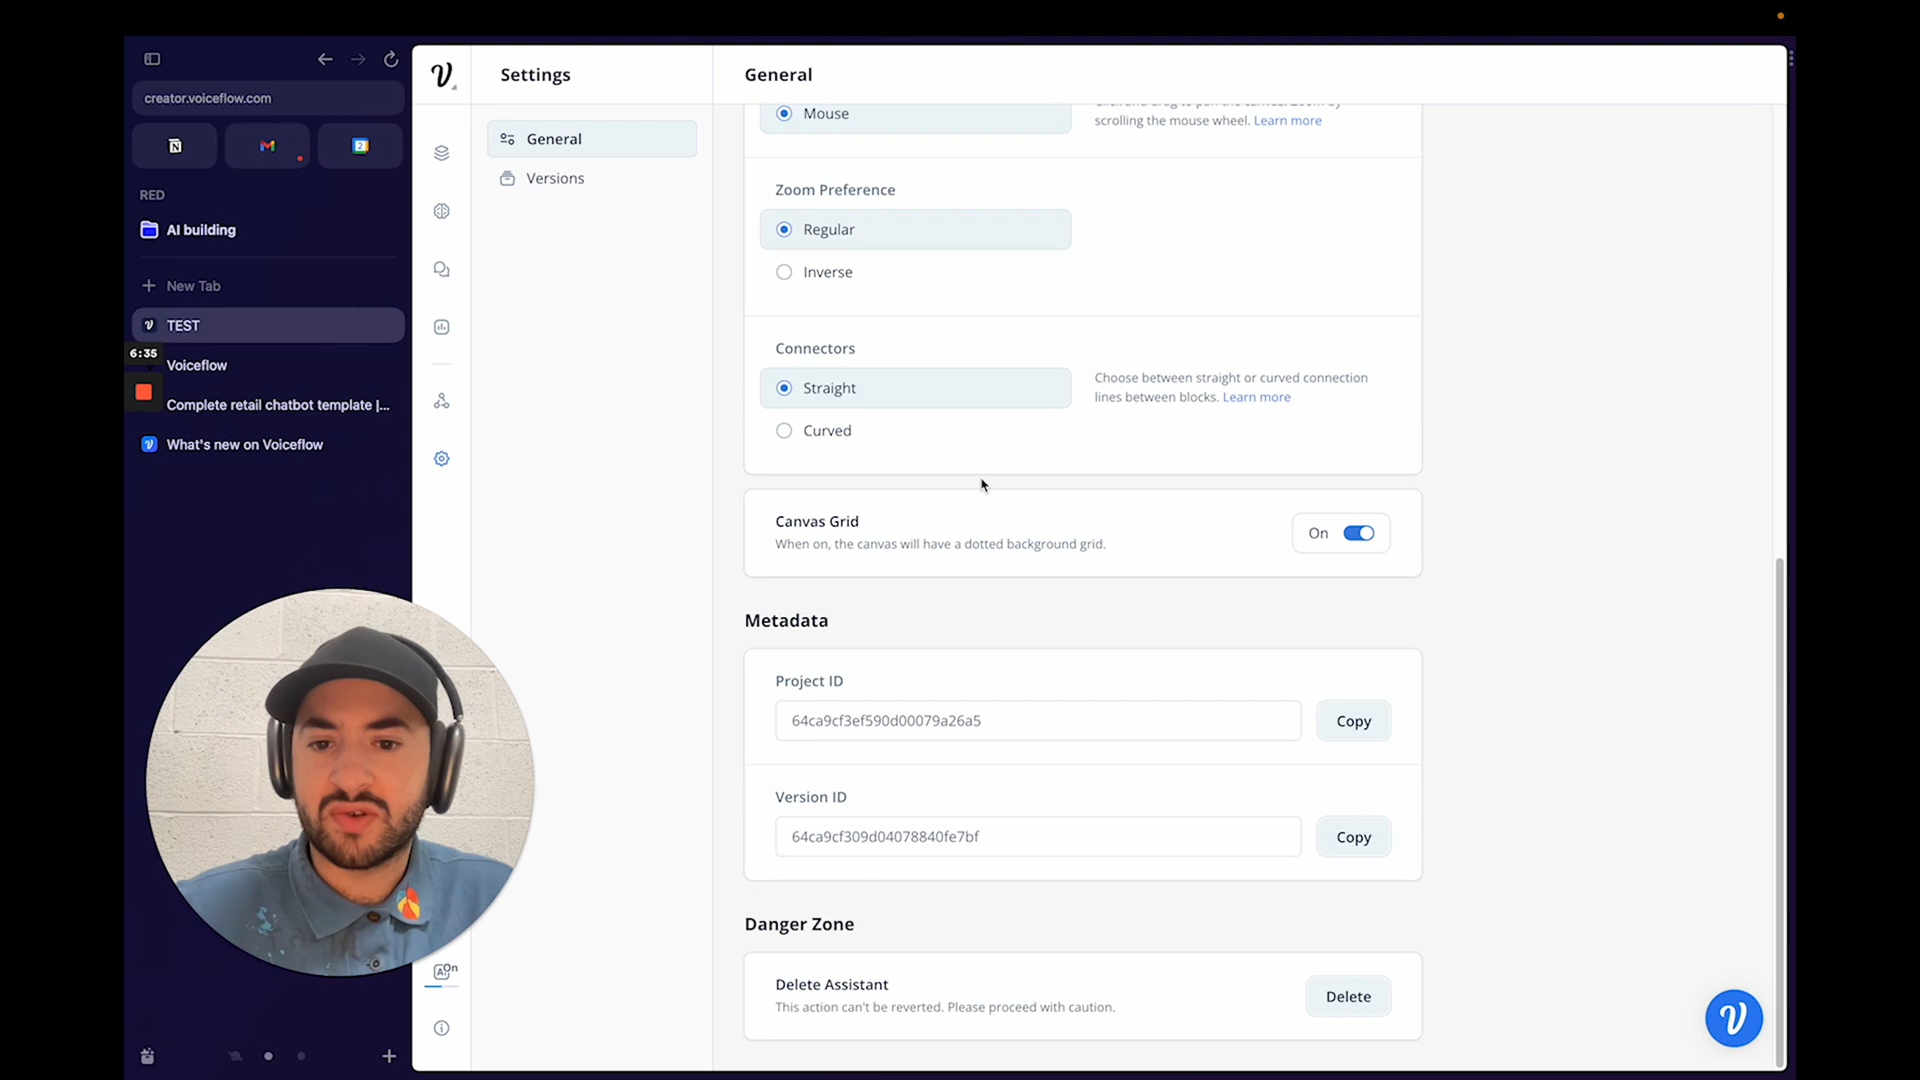 creator.voiceflow.com
RED
AI building
New Tab
TEST
6:35
Voiceflow
Complete retail chatbot template |...
What's new on Voiceflow
Settings
General
Versions
General
Mouse
scrolling the mouse wheel. Learn more
Zoom Preference
Regular
Inverse
Connectors
Straight
Curved
Choose between straight or curved connection
lines between blocks. Learn more
Canvas Grid
When on, the canvas will have a dotted background grid.
On
Metadata
Project ID
64ca9cf3ef590d00079a26a5
Copy
Version ID
64ca9cf309d04078840fe7bf
Copy
Danger Zone
Delete Assistant
This action can't be reverted. Please proceed with caution.
Delete
On